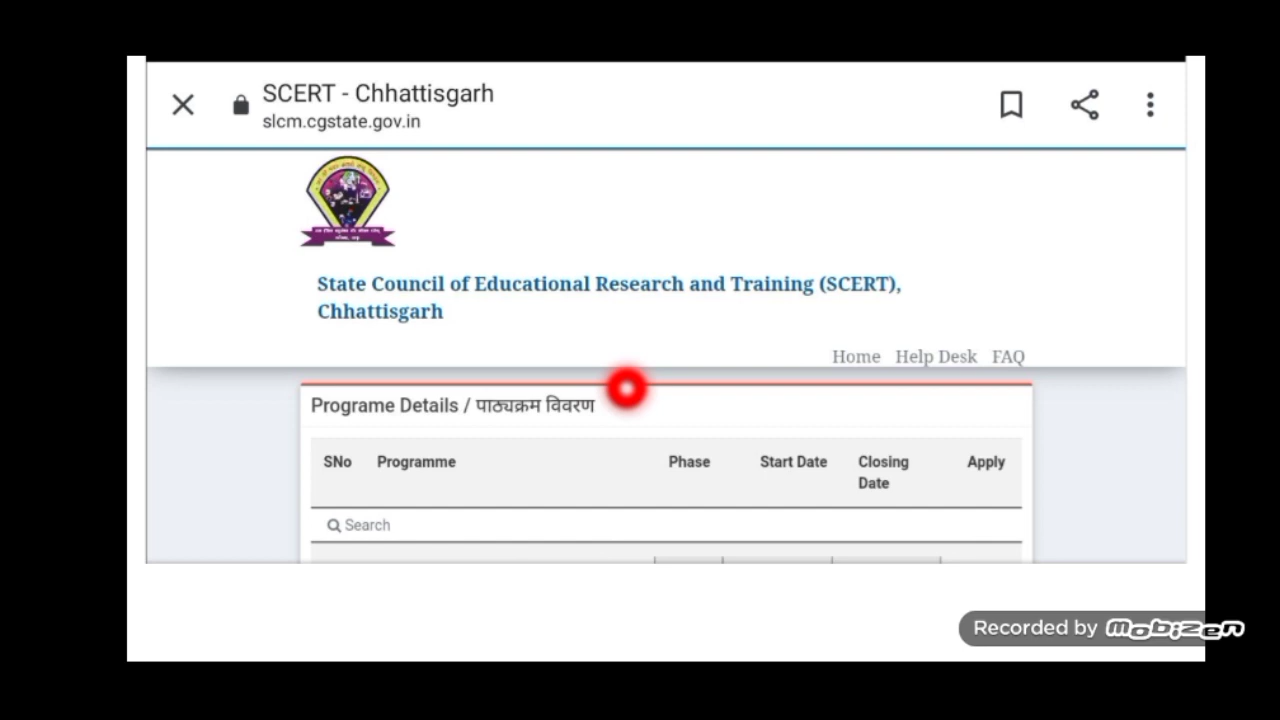 SCERT - Chhattisgarh
slcm.cgstate.gov.in
State Council of Educational Research and Training (SCERT),
Chhattisgarh
Home Help Desk FAQ
Programe Details / पाठ्यक्रम विवरण
SNo Programme Phase Start Date Closing Date Apply
Search
Recorded by mobizen